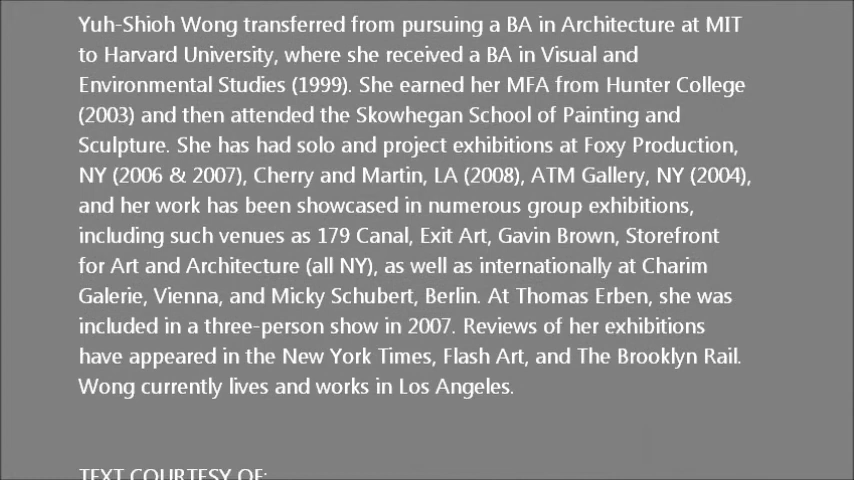 Yuh-Shioh Wong transferred from pursuing a BA in Architecture at MIT
to Harvard University, where she received a BA in Visual and
Environmental Studies (1999). She earned her MFA from Hunter College
(2003) and then attended the Skowhegan School of Painting and
Sculpture. She has had solo and project exhibitions at Foxy Production,
NY (2006 & 2007), Cherry and Martin, LA (2008), ATM Gallery, NY (2004),
and her work has been showcased in numerous group exhibitions,
including such venues as 179 Canal, Exit Art, Gavin Brown, Storefront
for Art and Architecture (all NY), as well as internationally at Charim
Galerie, Vienna, and Micky Schubert, Berlin. At Thomas Erben, she was
included in a three-person show in 2007. Reviews of her exhibitions
have appeared in the New York Times, Flash Art, and The Brooklyn Rail.
Wong currently lives and works in Los Angeles.
TEXT COURTESY OF: